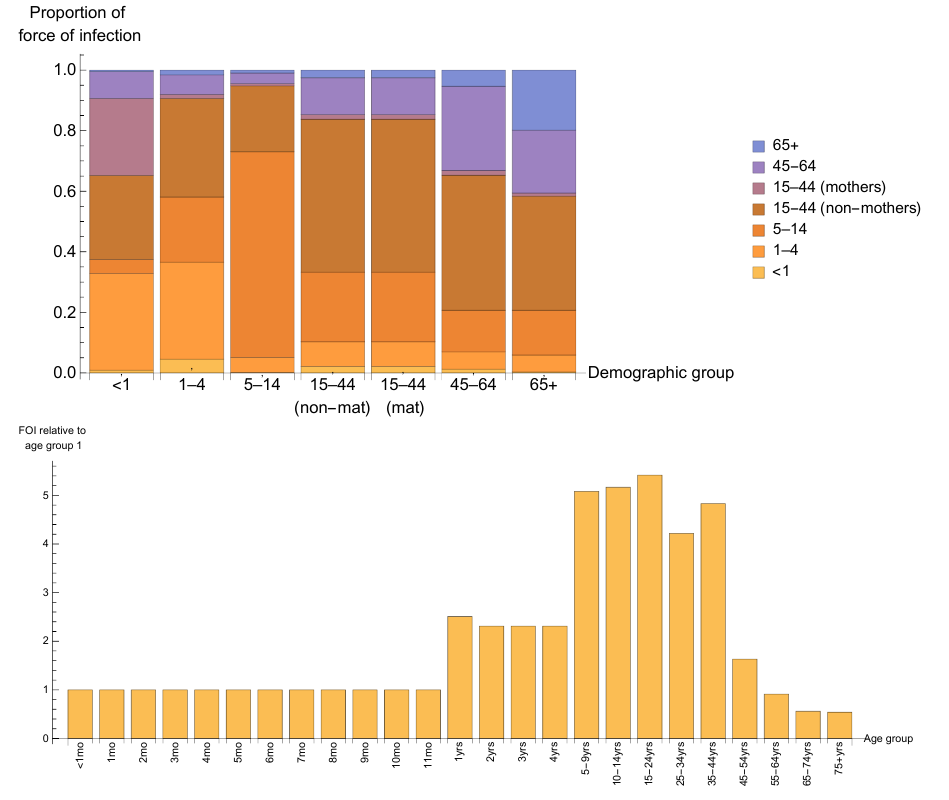 Proportion of
force of infection
1.0
0.8
0.6
0.4
0.2
0.0
<1 1–4 5–14 15–44 15–44 45–64 65+
(non−mat) (mat)
Demographic group
65+
45–64
15–44 (mothers)
15–44 (non−mothers)
5–14
1–4
<1
FOI relative to
age group 1
5
4
3
2
1
0
<1mo 1mo 2mo 3mo 4mo 5mo 6mo 7mo 8mo 9mo 10mo 11mo 1yrs 2yrs 3yrs 4yrs 5−9yrs 10−14yrs 15−24yrs 25−34yrs 35−44yrs 45−54yrs 55−64yrs 65−74yrs 75+yrs
Age group